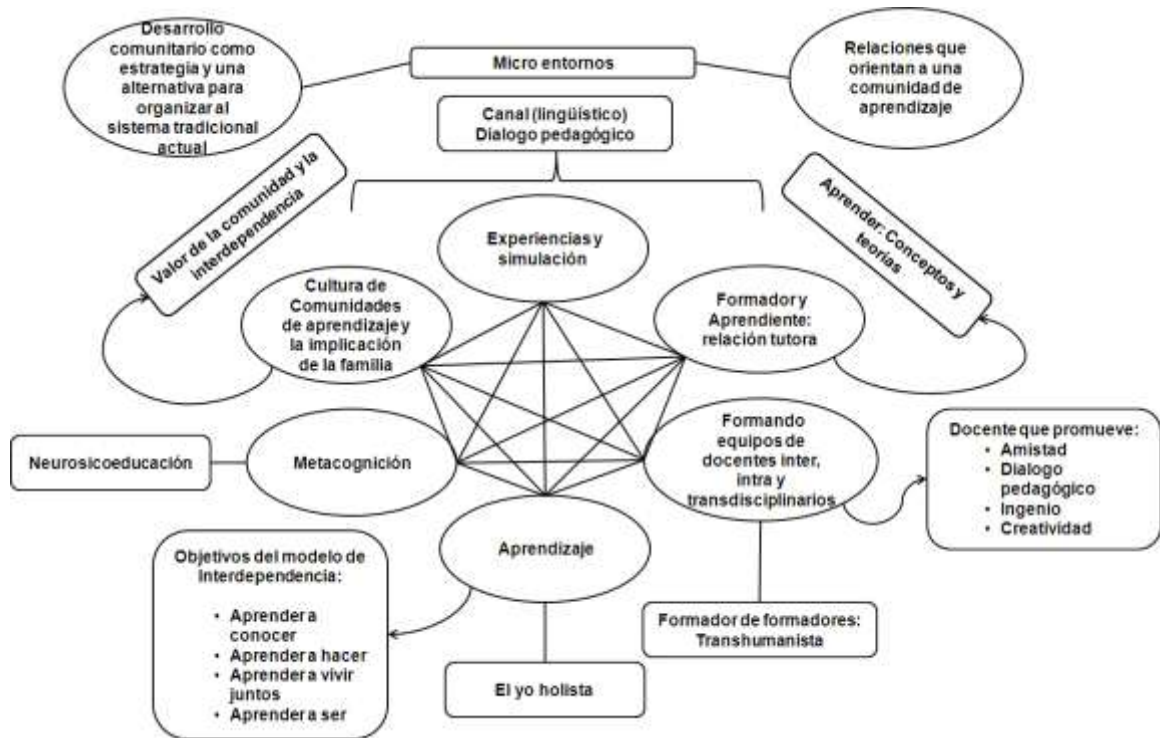 Desarrollo
comunitario como
estrategia y una
alternativa para
organizar al
sistema tradicional
actual
Micro entornos
Relaciones que
orientan a una
comunidad de
aprendizaje
Canal (lingüístico)
Dialogo pedagógico
Valor de la comunidad y la
interdependencia
Aprender: Conceptos y
teorías
Experiencias y
simulación
Cultura de
Comunidades
de aprendizaje y
la implicación
de la familia
Formador y
Aprendiente:
relación tutora
Neurosicoeducación
Metacognición
Formando
equipos de
docentes inter,
intra y
transdisciplinarios
Docente que promueve:
• Amistad
• Dialogo
pedagógico
• Ingenio
• Creatividad
Aprendizaje
Objetivos del modelo de
Interdependencia:
• Aprender a
conocer
• Aprender a hacer
• Aprender a vivir
juntos
• Aprender a ser
Formador de formadores:
Transhumanista
El yo holista